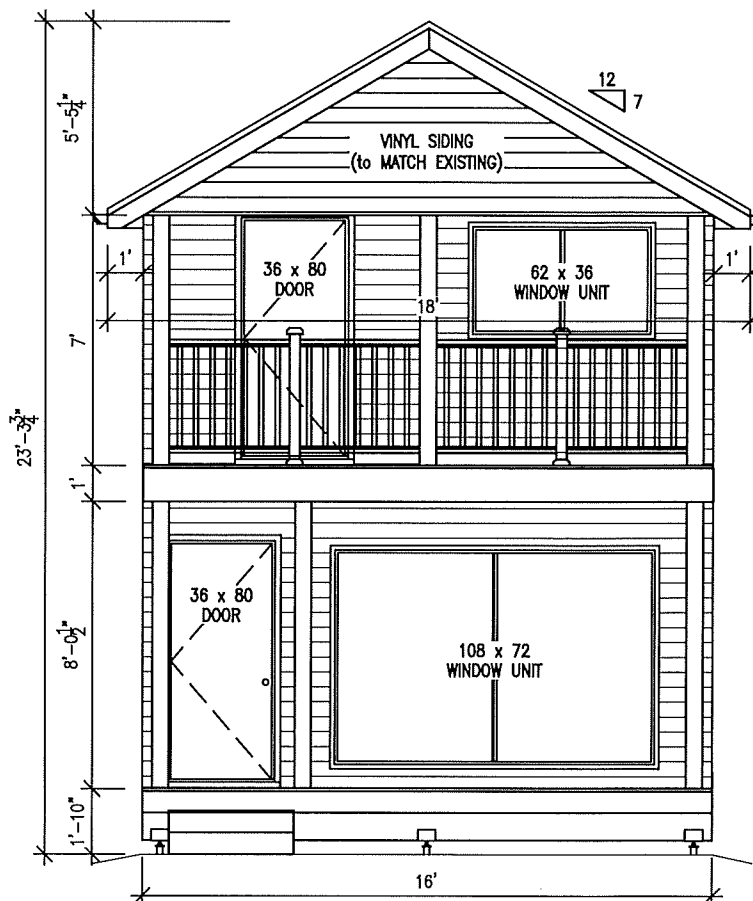 12
7
5'-5¼"
VINYL SIDING
(to MATCH EXISTING)
1'
36 x 80
DOOR
62 x 36
WINDOW UNIT
1'
18'
7'
23'-3¾"
1'
36 x 80
DOOR
8'-0½"
108 x 72
WINDOW UNIT
1'-10"
16'